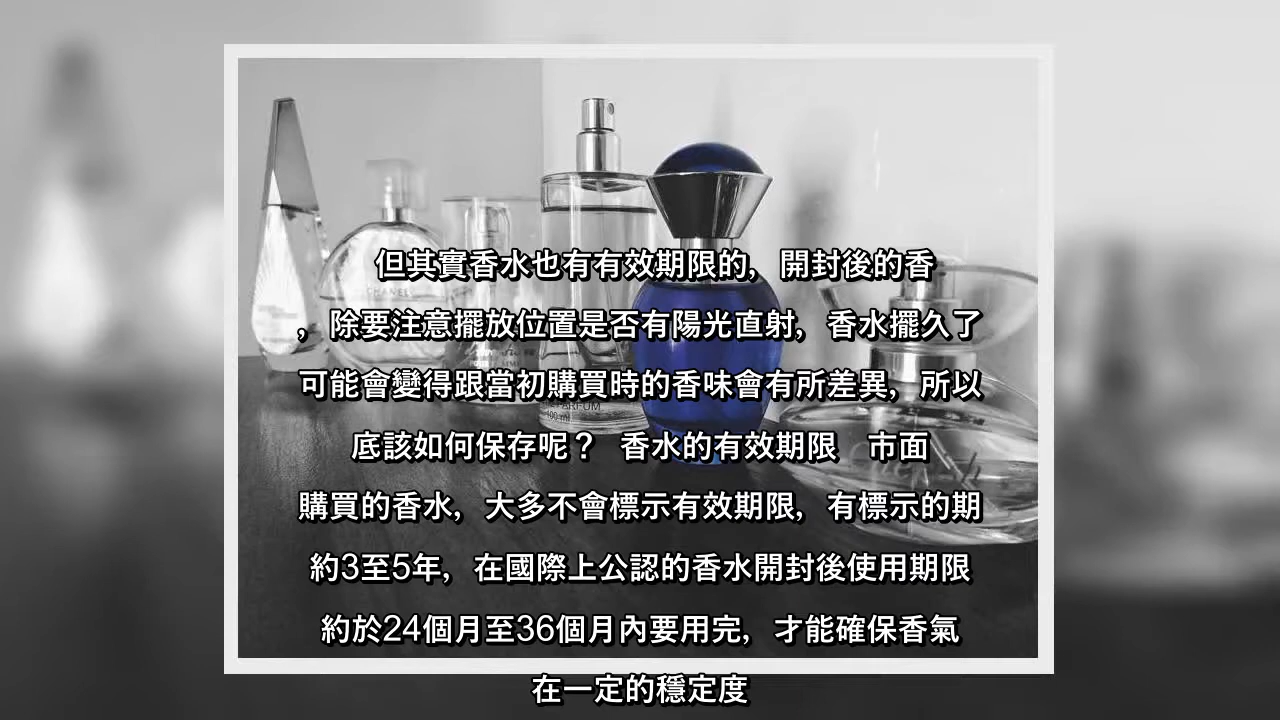 但其實香水也有有效期限的，開封後的香
，除要注意擺放位置是否有陽光直射，香水擺久了
可能會變得跟當初購買時的香味會有所差異，所以
底該如何保存呢？ 香水的有效期限 市面
購買的香水，大多不會標示有效期限，有標示的期
約3至5年，在國際上公認的香水開封後使用期限
約於24個月至36個月內要用完，才能確保香氣
在一定的穩定度
CHANEL
PARFUM
100 ml